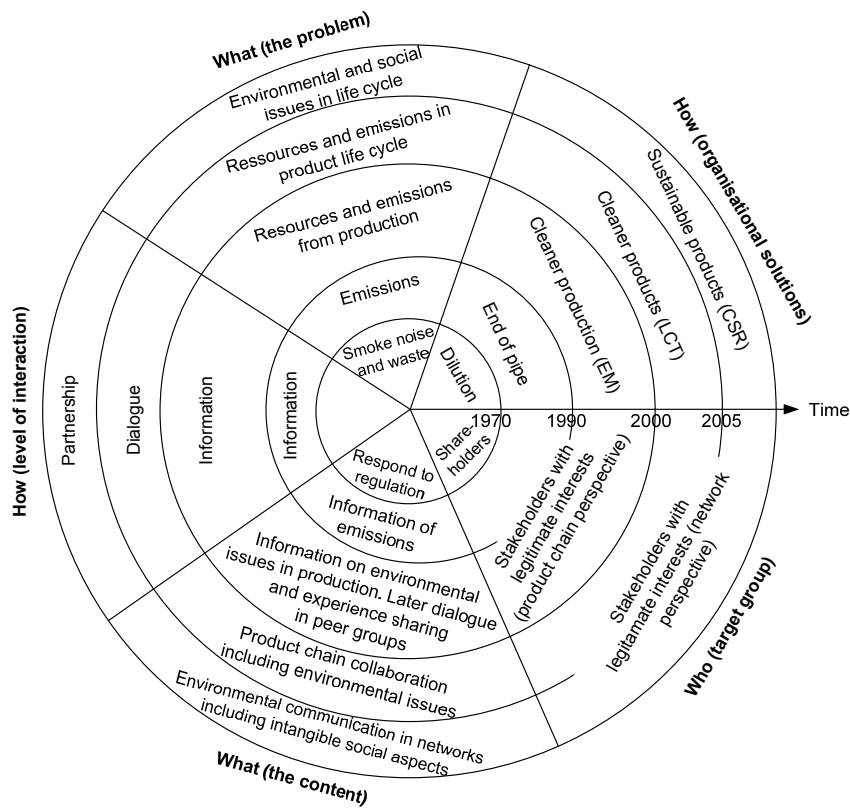 What (the problem)
Environmental and social
issues in life cycle
Ressources and emissions in
product life cycle
Resources and emissions
from production
Emissions
Smoke noise
and waste
How (organisational solutions)
Sustainable products (CSR)
Cleaner products (LCT)
Cleaner production (EM)
End of pipe
Dilution
How (level of interaction)
Partnership
Dialogue
Information
Information
1970
1990
2000
2005
Time
Share-
holders
Stakeholders with
legitimate interests
(product chain perspective)
Stakeholders with
legitamate interests (network
perspective)
Who (target group)
Respond to
regulation
Information of
emissions
Information on environmental
issues in production. Later dialogue
and experience sharing
in peer groups
Product chain collaboration
including environmental issues
Environmental communication in networks
including intangible social aspects
What (the content)